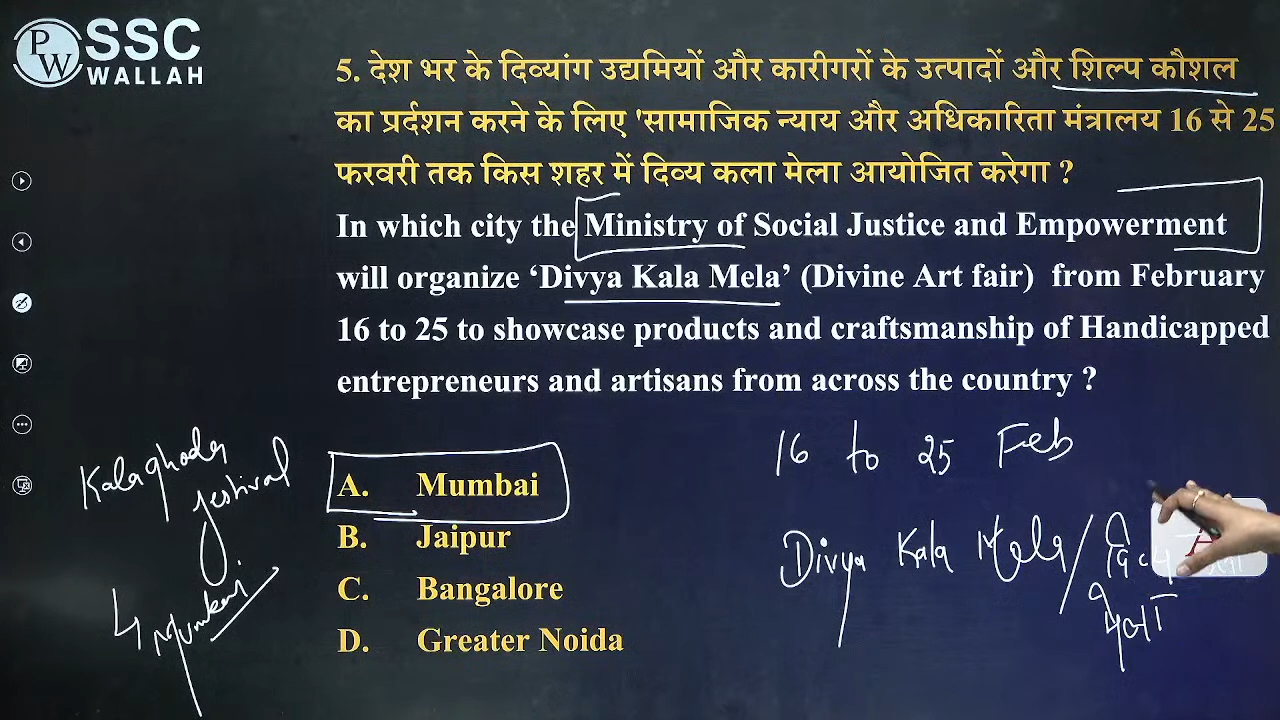 PW SSC
WALLAH
5. देश भर के दिव्यांग उद्यमियों और कारीगरों के उत्पादों और शिल्प कौशल
का प्रर्दशन करने के लिए 'सामाजिक न्याय और अधिकारिता मंत्रालय 16 से 25
फरवरी तक किस शहर में दिव्य कला मेला आयोजित करेगा ?
In which city the Ministry of Social Justice and Empowerment
will organize ‘Divya Kala Mela’ (Divine Art fair) from February
16 to 25 to showcase products and craftsmanship of Handicapped
entrepreneurs and artisans from across the country ?
A. Mumbai
B. Jaipur
C. Bangalore
D. Greater Noida
Kalaghoda
festival
Mumbai
16 to 25 Feb
Divya Kala Mela/ दिव्य
मेला
A